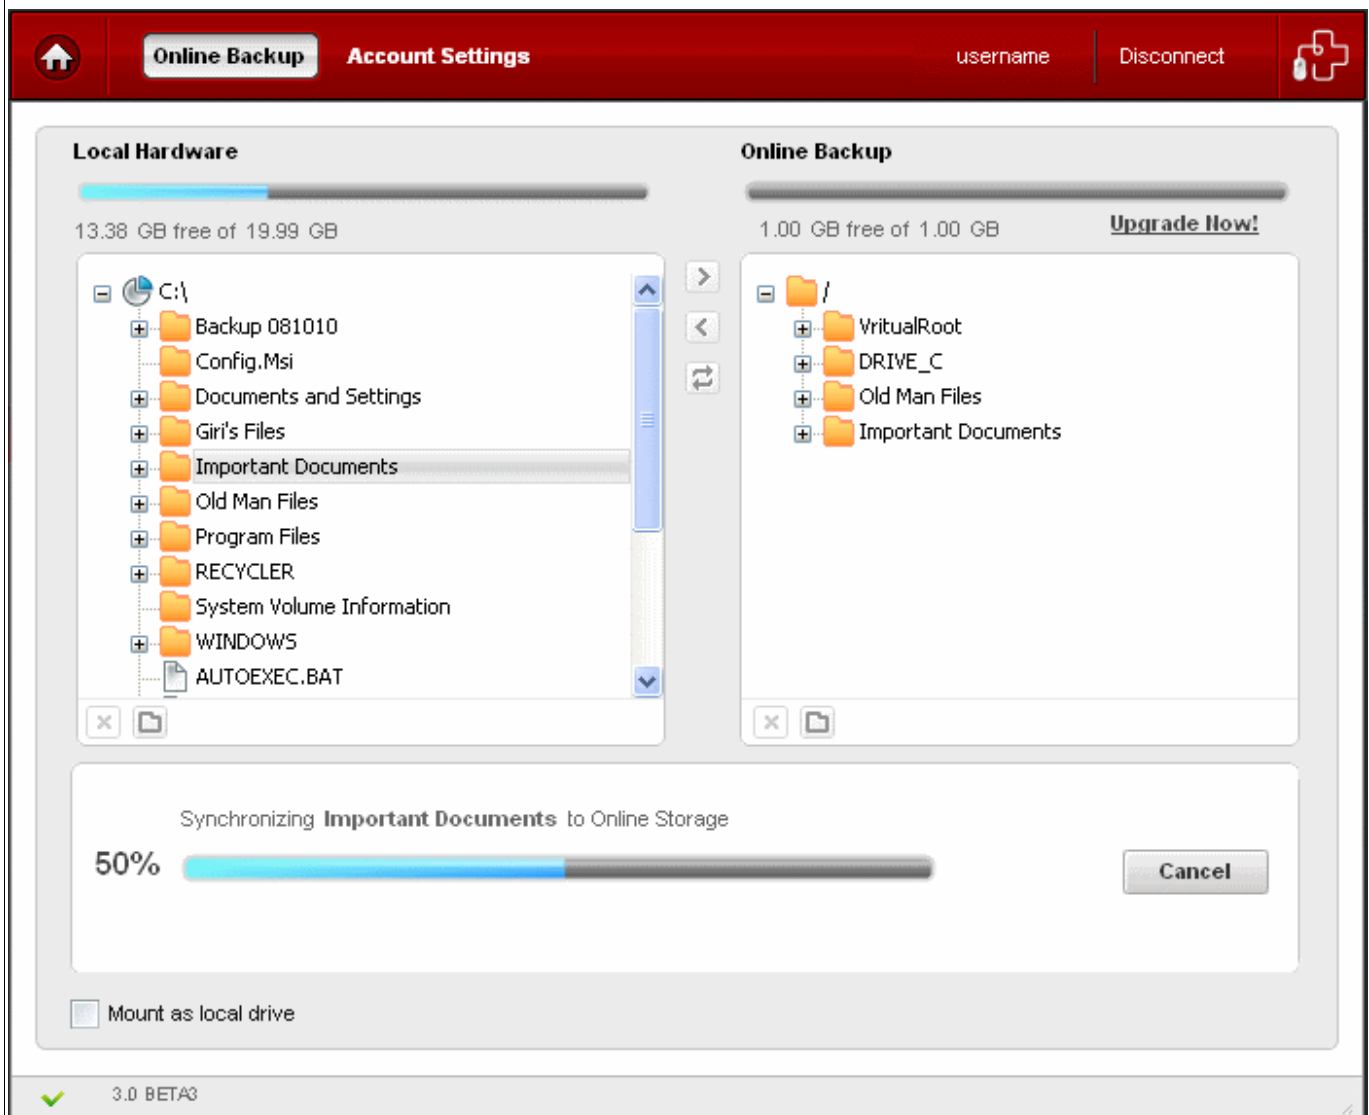 Online Backup Account Settings username Disconnect
Local Hardware
13.38 GB free of 19.99 GB
C:\
Backup 081010
Config.Msi
Documents and Settings
Giri's Files
Important Documents
Old Man Files
Program Files
RECYCLER
System Volume Information
WINDOWS
AUTOEXEC.BAT
Online Backup
1.00 GB free of 1.00 GB Upgrade Now!
/
VritualRoot
DRIVE_C
Old Man Files
Important Documents
Synchronizing Important Documents to Online Storage
50%
Cancel
Mount as local drive
3.0 BETA3